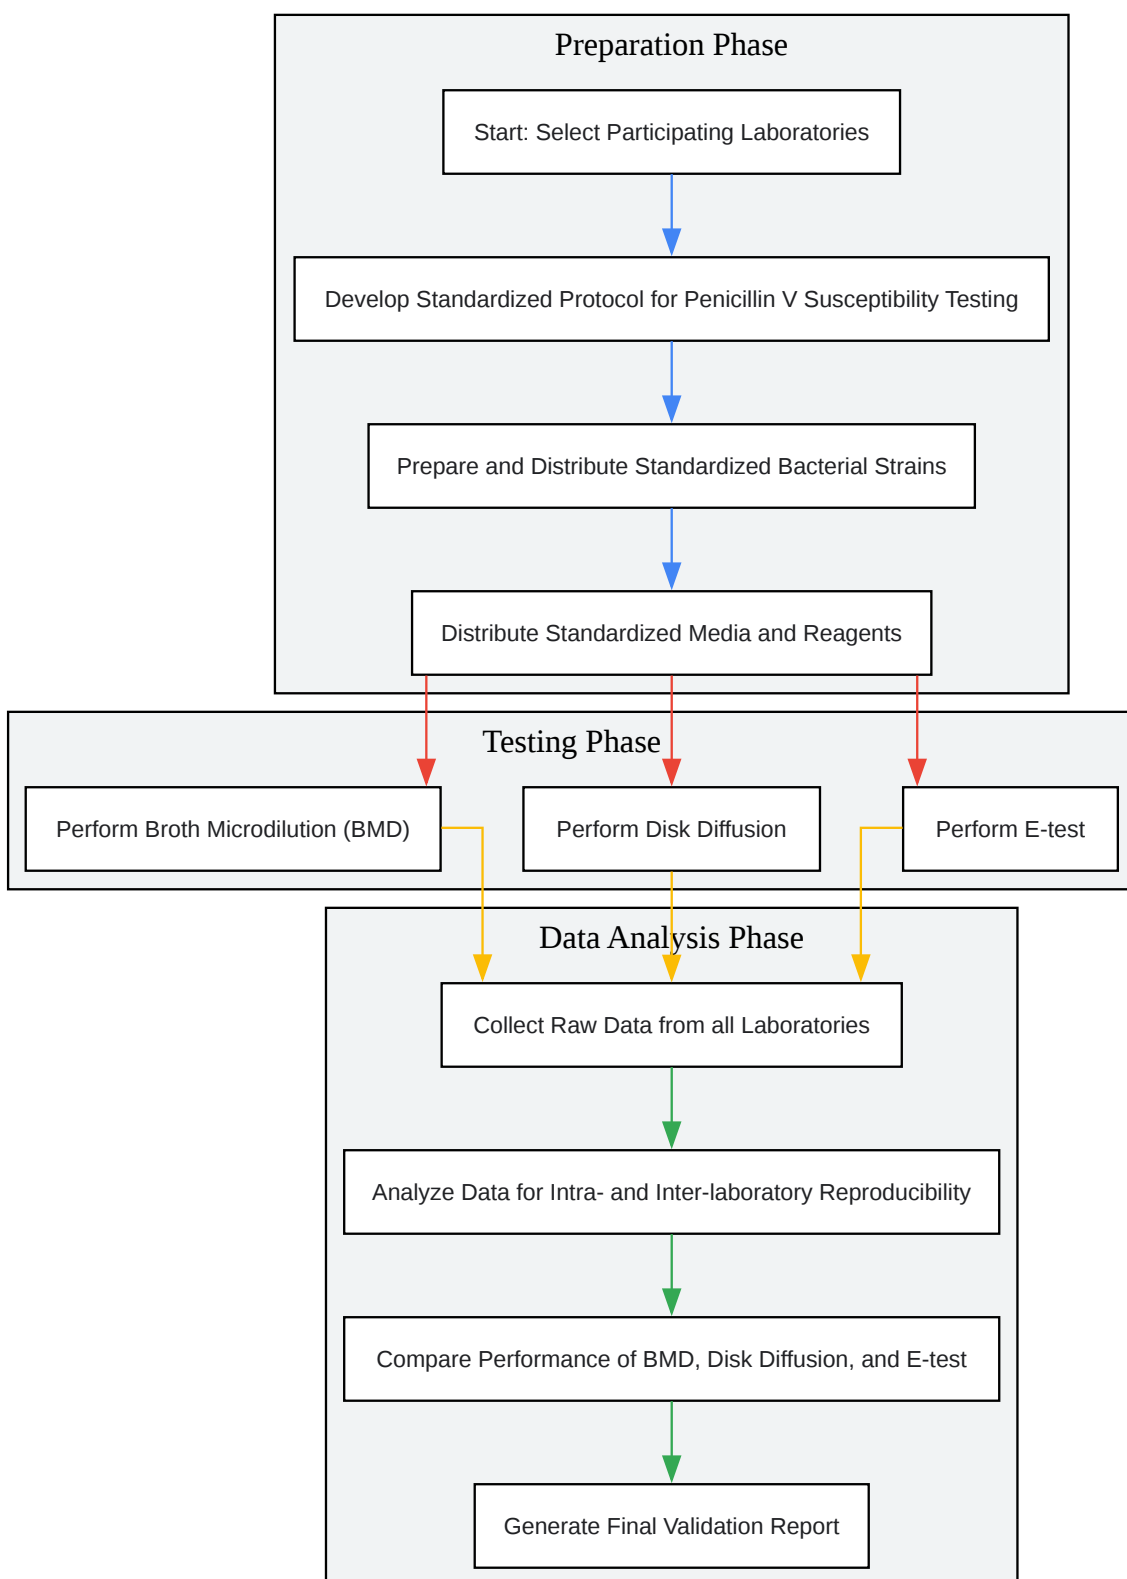 Preparation Phase
Start: Select Participating Laboratories
Develop Standardized Protocol for Penicillin V Susceptibility Testing
Prepare and Distribute Standardized Bacterial Strains
Distribute Standardized Media and Reagents
Testing Phase
Perform Broth Microdilution (BMD)
Perform Disk Diffusion
Perform E-test
Data Analysis Phase
Collect Raw Data from all Laboratories
Analyze Data for Intra- and Inter-laboratory Reproducibility
Compare Performance of BMD, Disk Diffusion, and E-test
Generate Final Validation Report